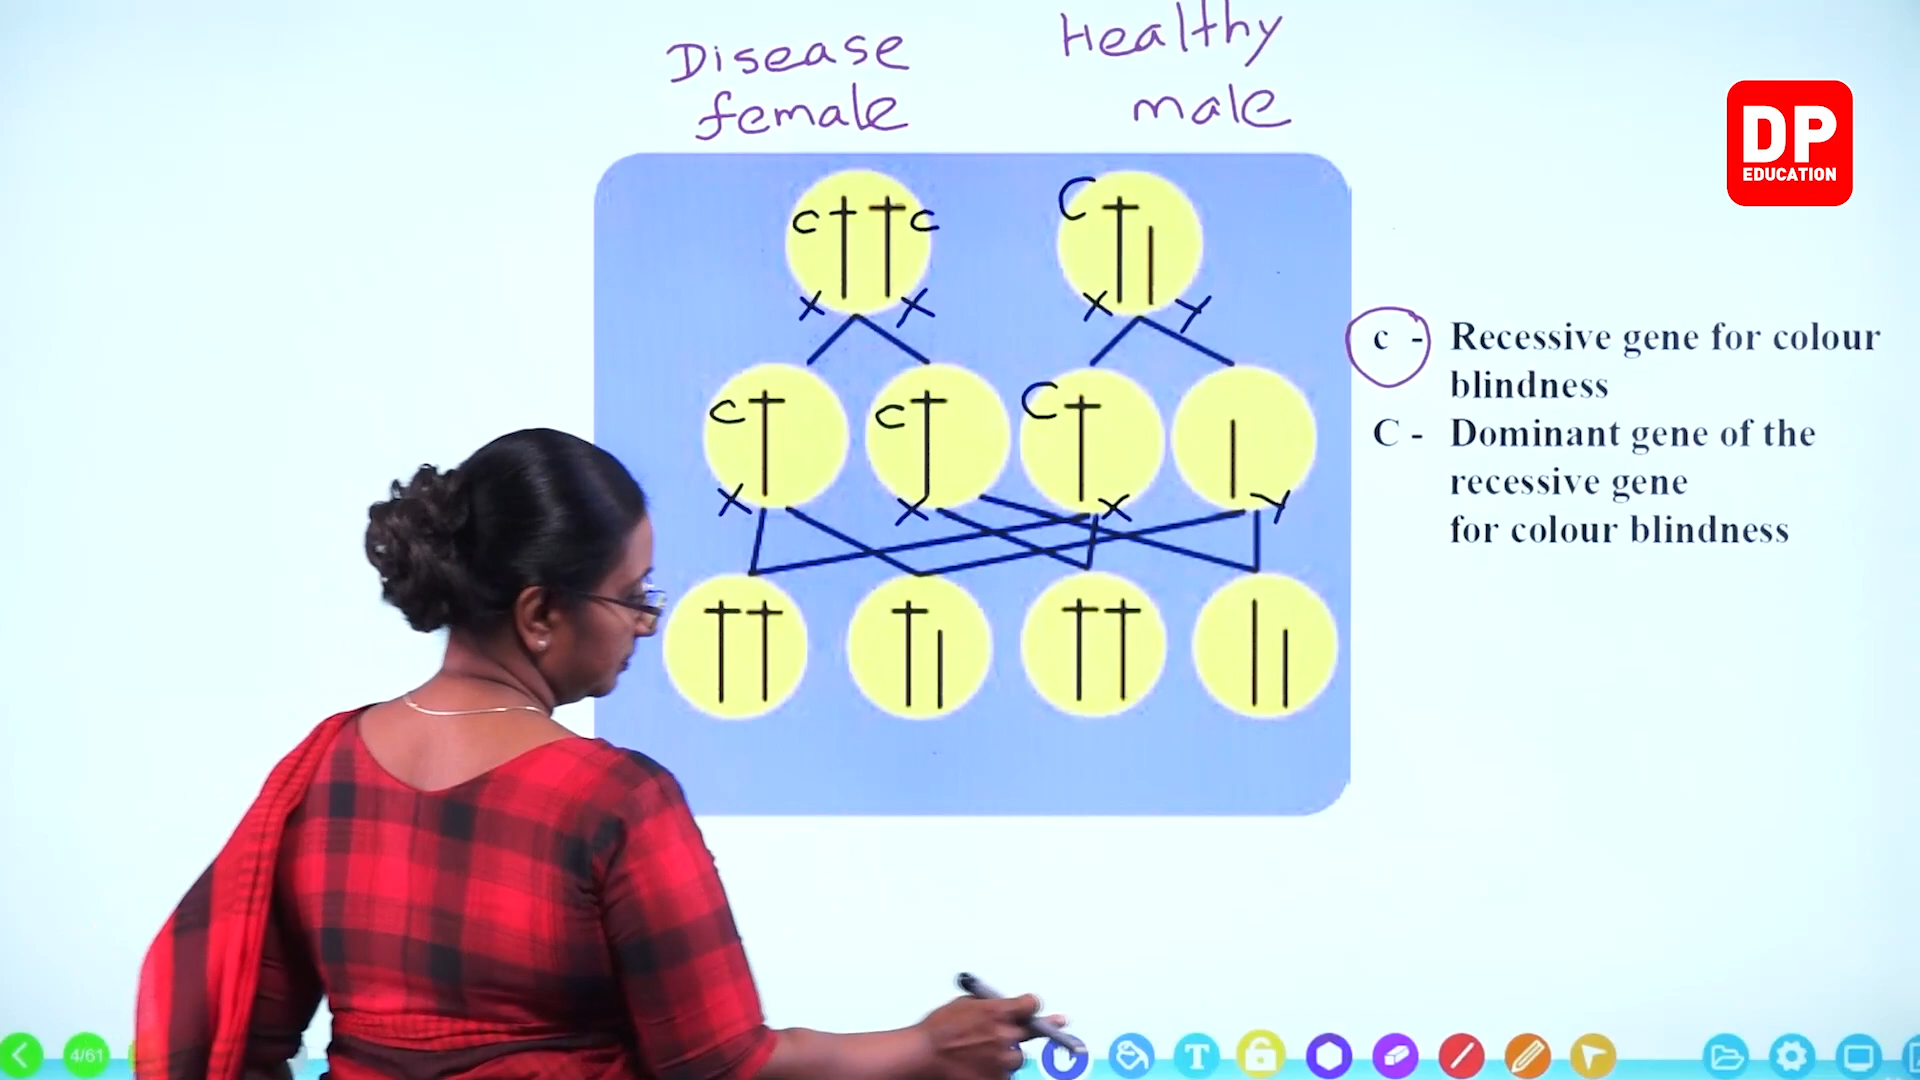 Disease
female
Healthy
male
DP
EDUCATION
c c
C
X X
X Y
c
c
C
X
X
X
Y
c - Recessive gene for colour
blindness
C - Dominant gene of the
recessive gene
for colour blindness
4/61
T